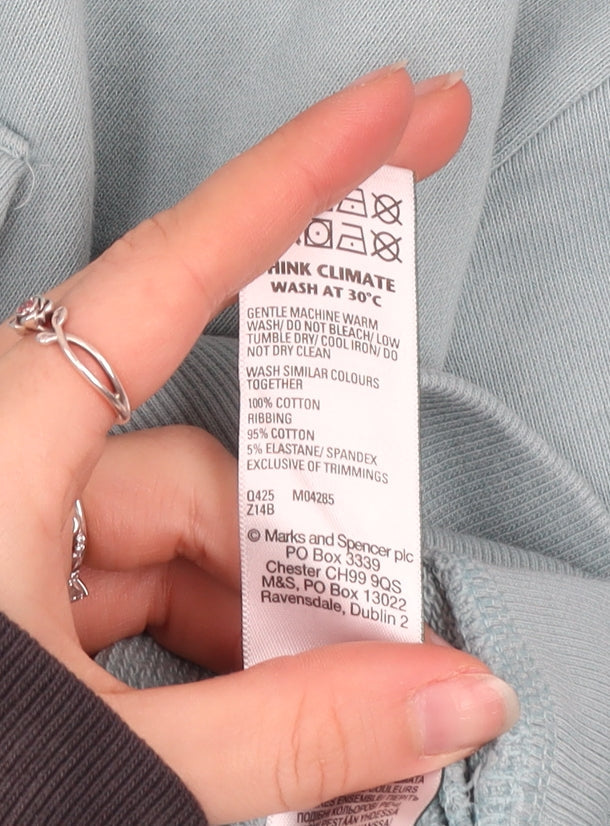 HINK CLIMATE
WASH AT 30°C
GENTLE MACHINE WARM
WASH/ DO NOT BLEACH/ LOW
TUMBLE DRY/ COOL IRON/ DO
NOT DRY CLEAN
WASH SIMILAR COLOURS
TOGETHER
100% COTTON
RIBBING
95% COTTON
5% ELASTANE/ SPANDEX
EXCLUSIVE OF TRIMMINGS
Q425 M04285
Z14B
© Marks and Spencer plc
PO Box 3339
Chester CH99 9QS
M&S, PO Box 13022
Ravensdale, Dublin 2